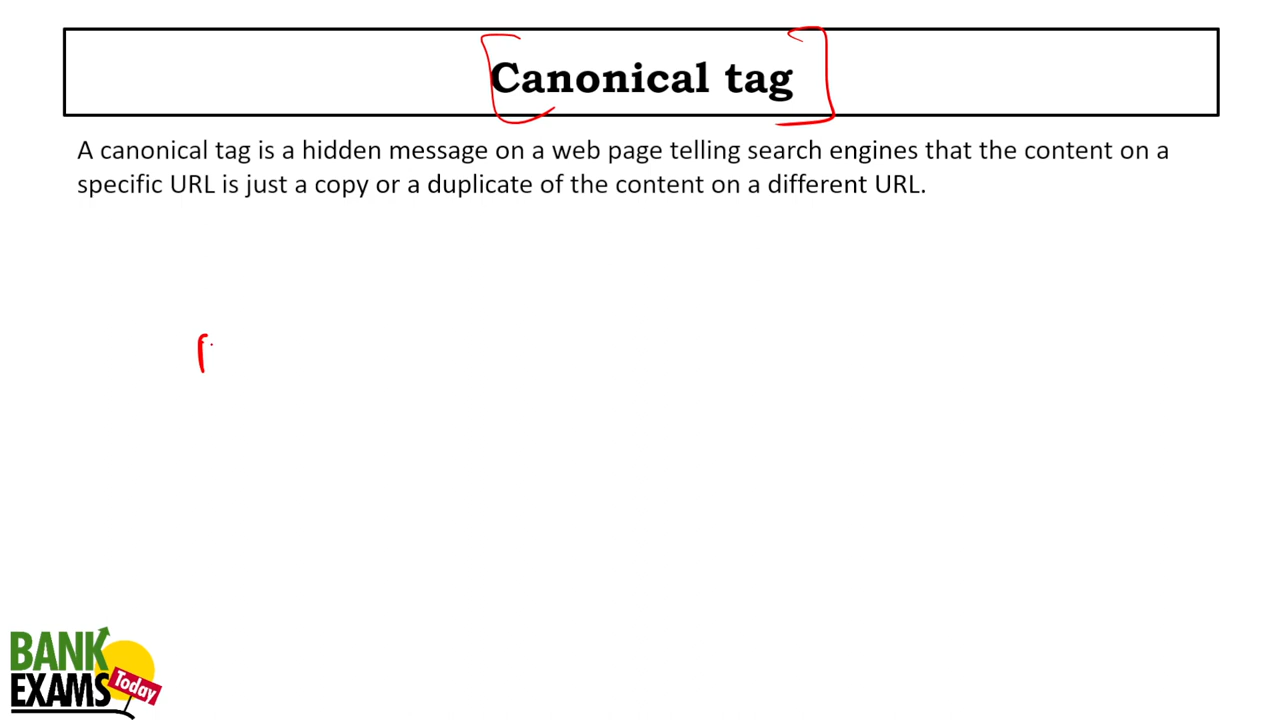 Canonical tag
A canonical tag is a hidden message on a web page telling search engines that the content on a
specific URL is just a copy or a duplicate of the content on a different URL.
BANK
EXAMS
Today